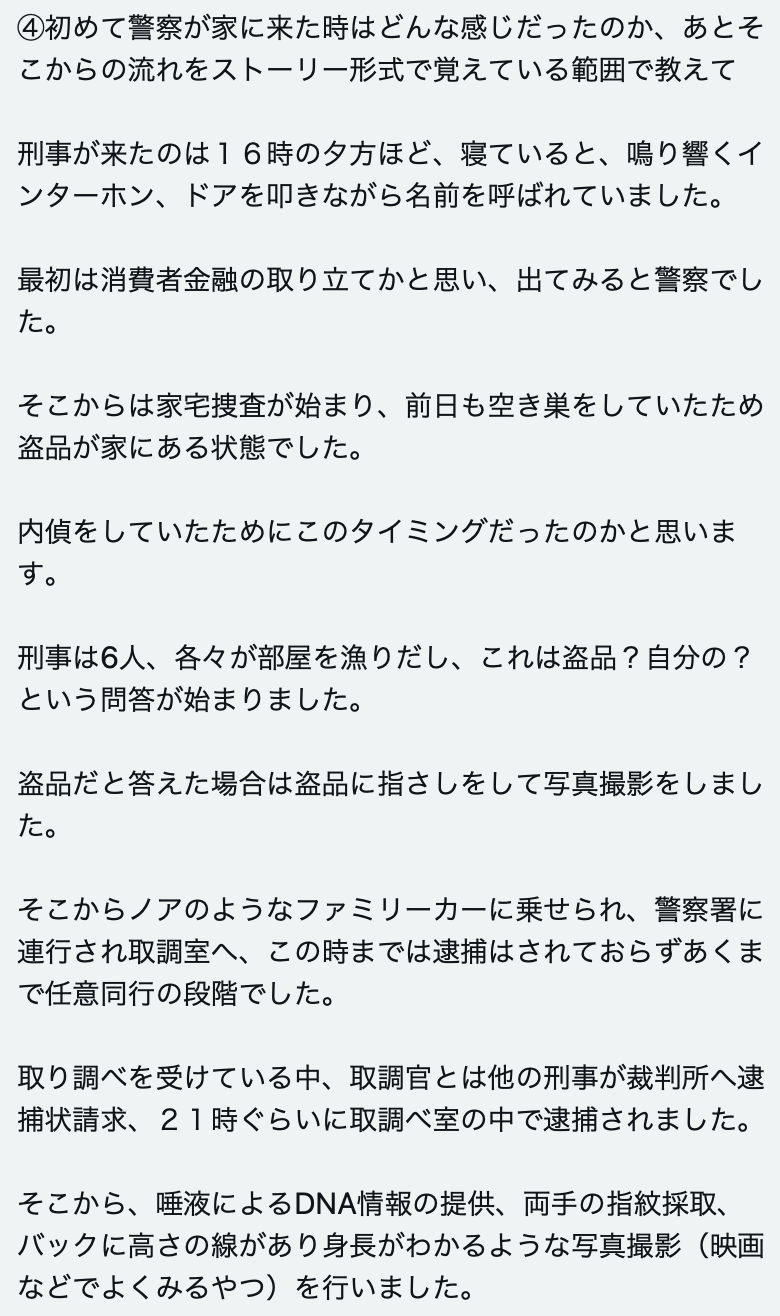 ④初めて警察が家に来た時はどんな感じだったのか、あとそ
こからの流れをストーリー形式で覚えている範囲で教えて
刑事が来たのは１６時の夕方ほど、寝ていると、鳴り響くイ
ンターホン、ドアを叩きながら名前を呼ばれていました。
最初は消費者金融の取り立てかと思い、出てみると警察でし
た。
そこからは家宅捜査が始まり、前日も空き巣をしていたため
盗品が家にある状態でした。
内偵をしていたためにこのタイミングだったのかと思いま
す。
刑事は6人、各々が部屋を漁りだし、これは盗品？自分の？
という問答が始まりました。
盗品だと答えた場合は盗品に指さしをして写真撮影をしまし
た。
そこからノアのようなファミリーカーに乗せられ、警察署に
連行され取調室へ、この時までは逮捕はされておらずあくま
で任意同行の段階でした。
取り調べを受けている中、取調官とは他の刑事が裁判所へ逮
捕状請求、２１時ぐらいに取調べ室の中で逮捕されました。
そこから、唾液によるDNA情報の提供、両手の指紋採取、
バックに高さの線があり身長がわかるような写真撮影（映画
などでよくみるやつ）を行いました。